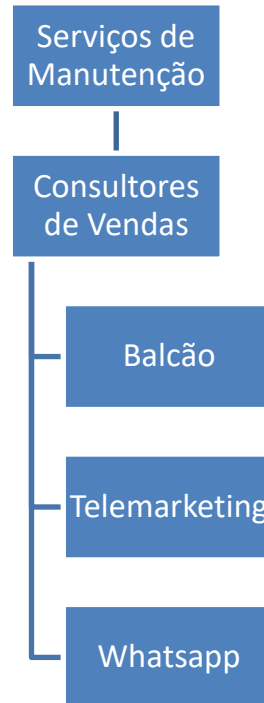 Serviços de
Manutenção
Consultores
de Vendas
Balcão
Telemarketing
Whatsapp